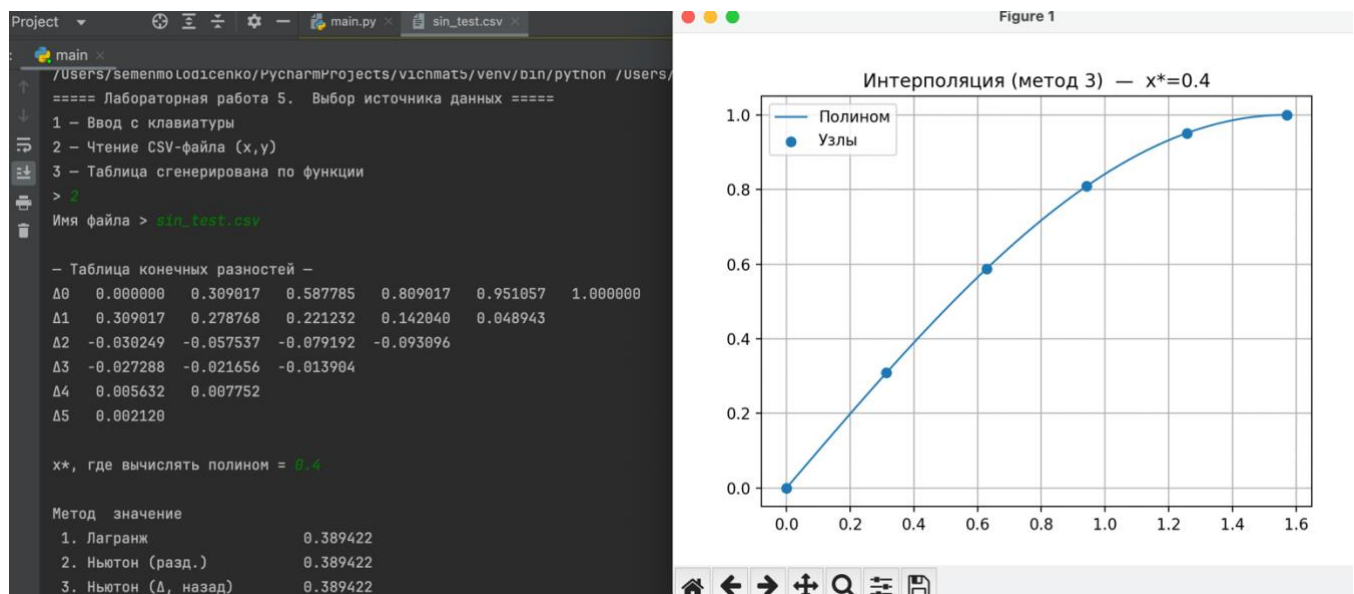 Project
main.py
sin_test.csv
main
/Users/semenmolodicenko/PycharmProjects/vichmat5/venv/bin/python /Users/
===== Лабораторная работа 5.  Выбор источника данных =====
1 – Ввод с клавиатуры
2 – Чтение CSV-файла (x,y)
3 – Таблица сгенерирована по функции
> 2
Имя файла > sin_test.csv
— Таблица конечных разностей —
Δ0   0.000000   0.309017   0.587785   0.809017   0.951057   1.000000
Δ1   0.309017   0.278768   0.221232   0.142040   0.048943
Δ2  -0.030249  -0.057537  -0.079192  -0.093096
Δ3  -0.027288  -0.021656  -0.013904
Δ4   0.005632   0.007752
Δ5   0.002120
x*, где вычислять полином = 0.4
Метод  значение
1. Лагранж   0.389422
2. Ньютон (разд.)   0.389422
3. Ньютон (Δ, назад)   0.389422
Figure 1
Интерполяция (метод 3)  —  x*=0.4
Полином
Узлы
1.0
0.8
0.6
0.4
0.2
0.0
0.0 0.2 0.4 0.6 0.8 1.0 1.2 1.4 1.6